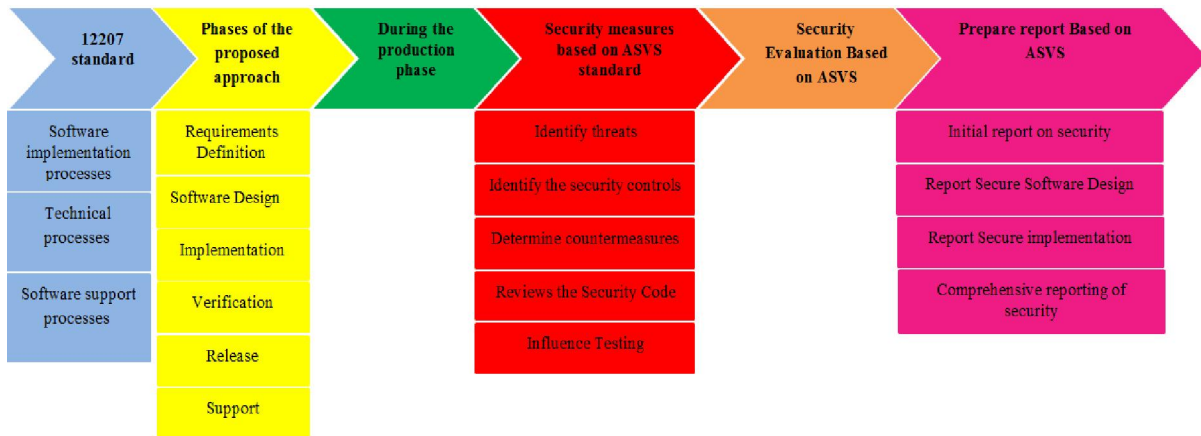 12207
standard
Phases of the
proposed
approach
During the
production
phase
Security measures
based on ASVS
standard
Security
Evaluation Based
on ASVS
Prepare report Based on
ASVS
Software
implementation
processes
Technical
processes
Software support
processes
Requirements
Definition
Software Design
Implementation
Verification
Release
Support
Identify threats
Identify the security controls
Determine countermeasures
Reviews the Security Code
Influence Testing
Initial report on security
Report Secure Software Design
Report Secure implementation
Comprehensive reporting of
security